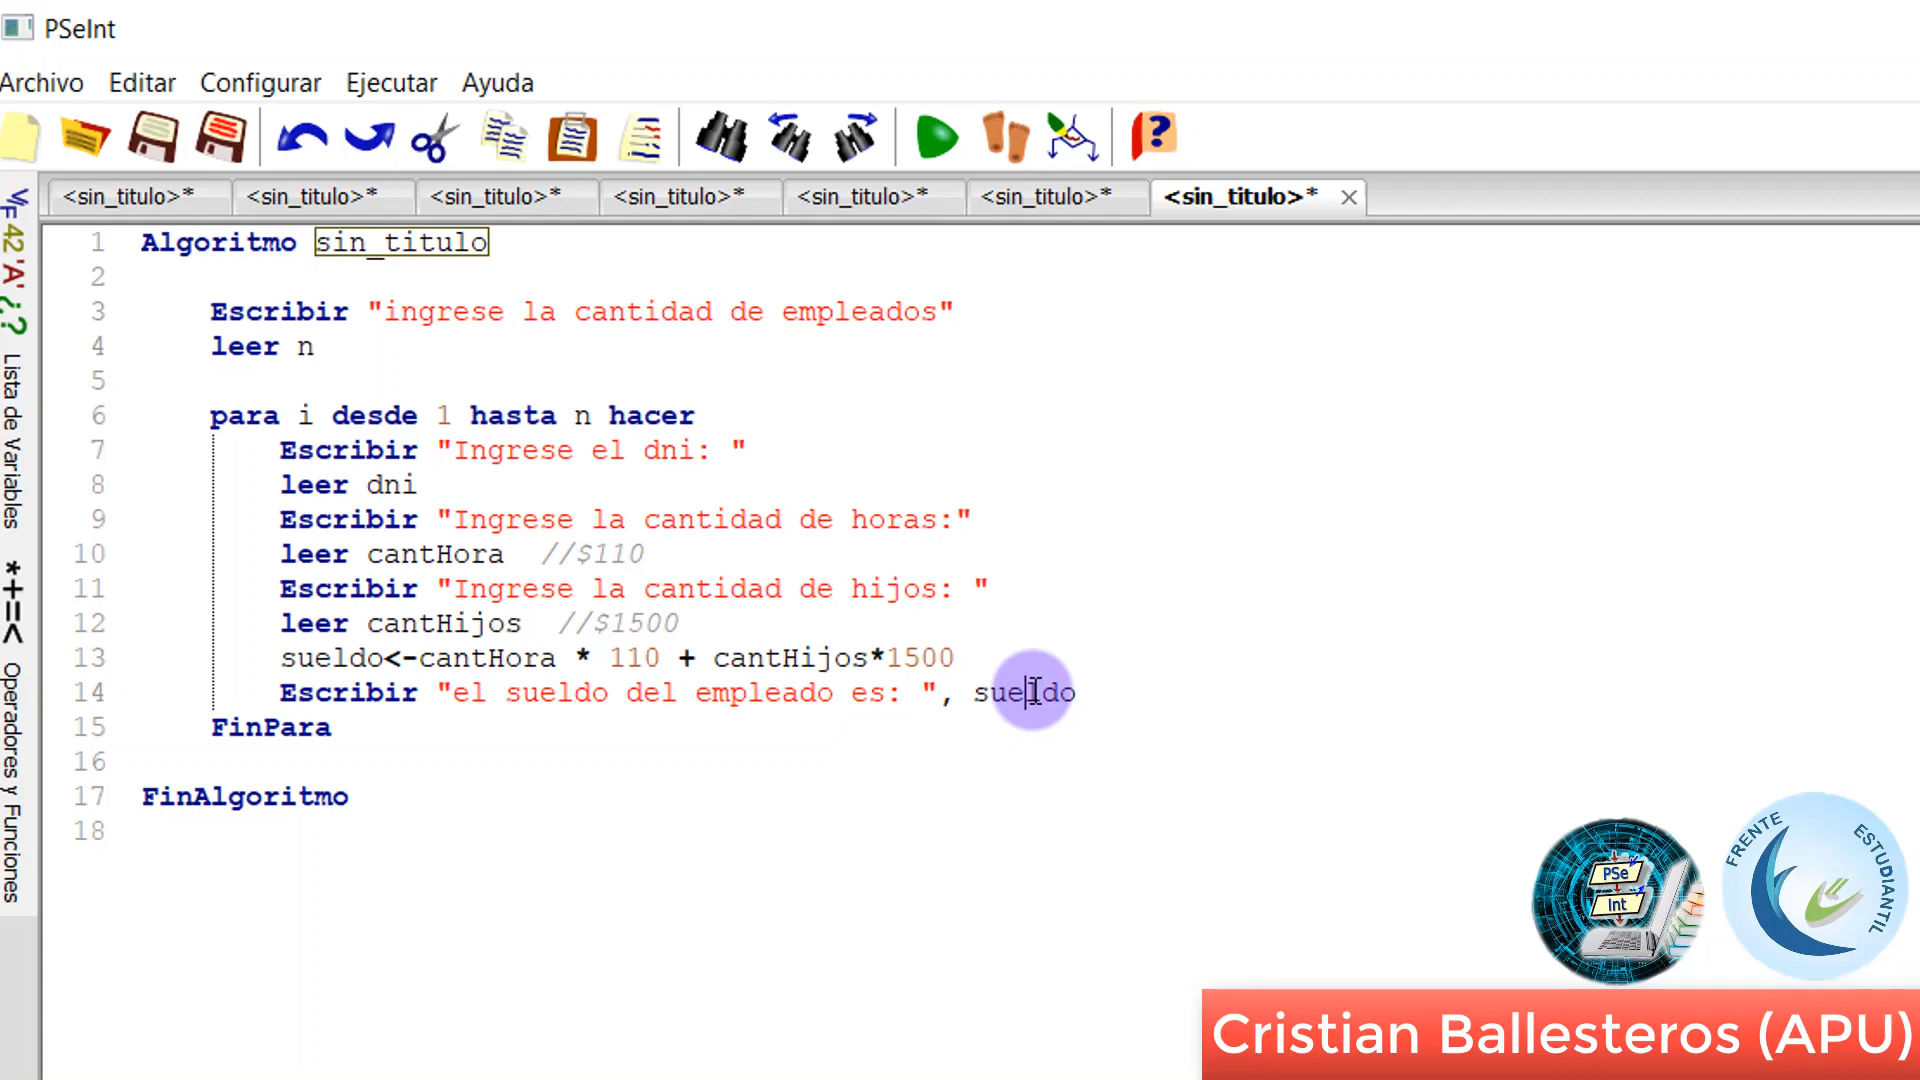 PSeInt
Archivo Editar Configurar Ejecutar Ayuda
<sin_titulo>* <sin_titulo>* <sin_titulo>* <sin_titulo>* <sin_titulo>* <sin_titulo>* <sin_titulo>*
1 Algoritmo sin_titulo
2
3 Escribir "ingrese la cantidad de empleados"
4 leer n
5
6 para i desde 1 hasta n hacer
7 Escribir "Ingrese el dni: "
8 leer dni
9 Escribir "Ingrese la cantidad de horas:"
10 leer cantHora //$110
11 Escribir "Ingrese la cantidad de hijos: "
12 leer cantHijos //$1500
13 sueldo<-cantHora * 110 + cantHijos*1500
14 Escribir "el sueldo del empleado es: ", sueldo
15 FinPara
16
17 FinAlgoritmo
18
VF 42 'A' ¿?
Lista de Variables
*+=<
Operadores y Funciones
PSe
Int
FRENTE ESTUDIANTIL
Cristian Ballesteros (APU)